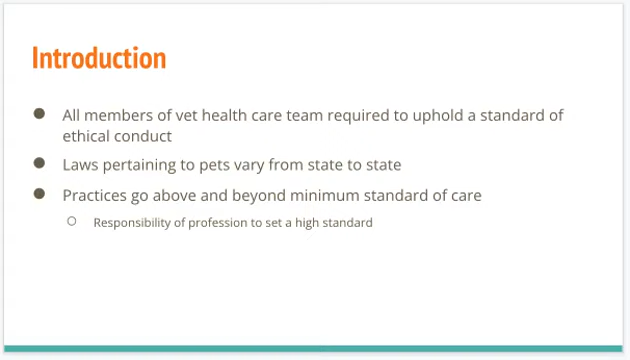 Introduction
● All members of vet health care team required to uphold a standard of
ethical conduct
● Laws pertaining to pets vary from state to state
● Practices go above and beyond minimum standard of care
○ Responsibility of profession to set a high standard